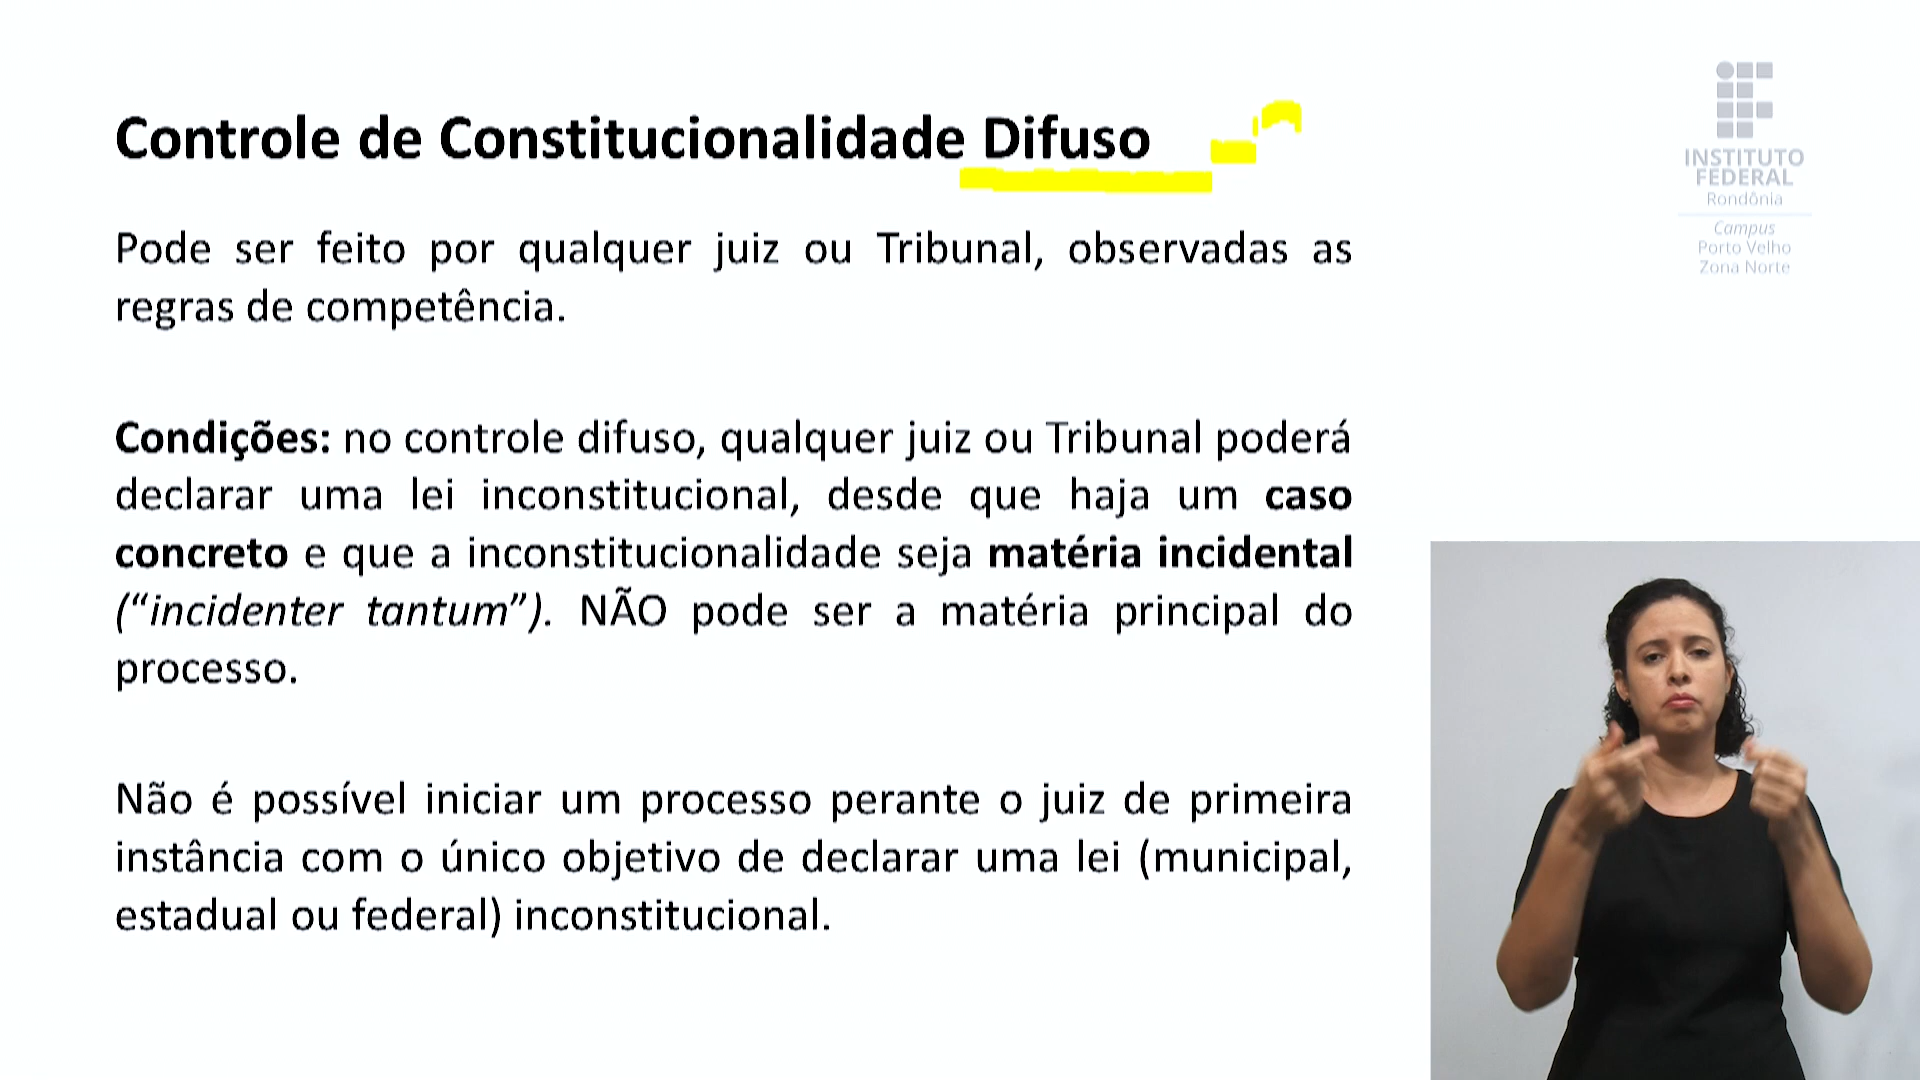 Controle de Constitucionalidade Difuso
Pode ser feito por qualquer juiz ou Tribunal, observadas as
regras de competência.
Condições: no controle difuso, qualquer juiz ou Tribunal poderá
declarar uma lei inconstitucional, desde que haja um caso
concreto e que a inconstitucionalidade seja matéria incidental
(“incidenter tantum”). NÃO pode ser a matéria principal do
processo.
Não é possível iniciar um processo perante o juiz de primeira
instância com o único objetivo de declarar uma lei (municipal,
estadual ou federal) inconstitucional.
INSTITUTO
FEDERAL
Rondônia
Campus
Porto Velho
Zona Norte